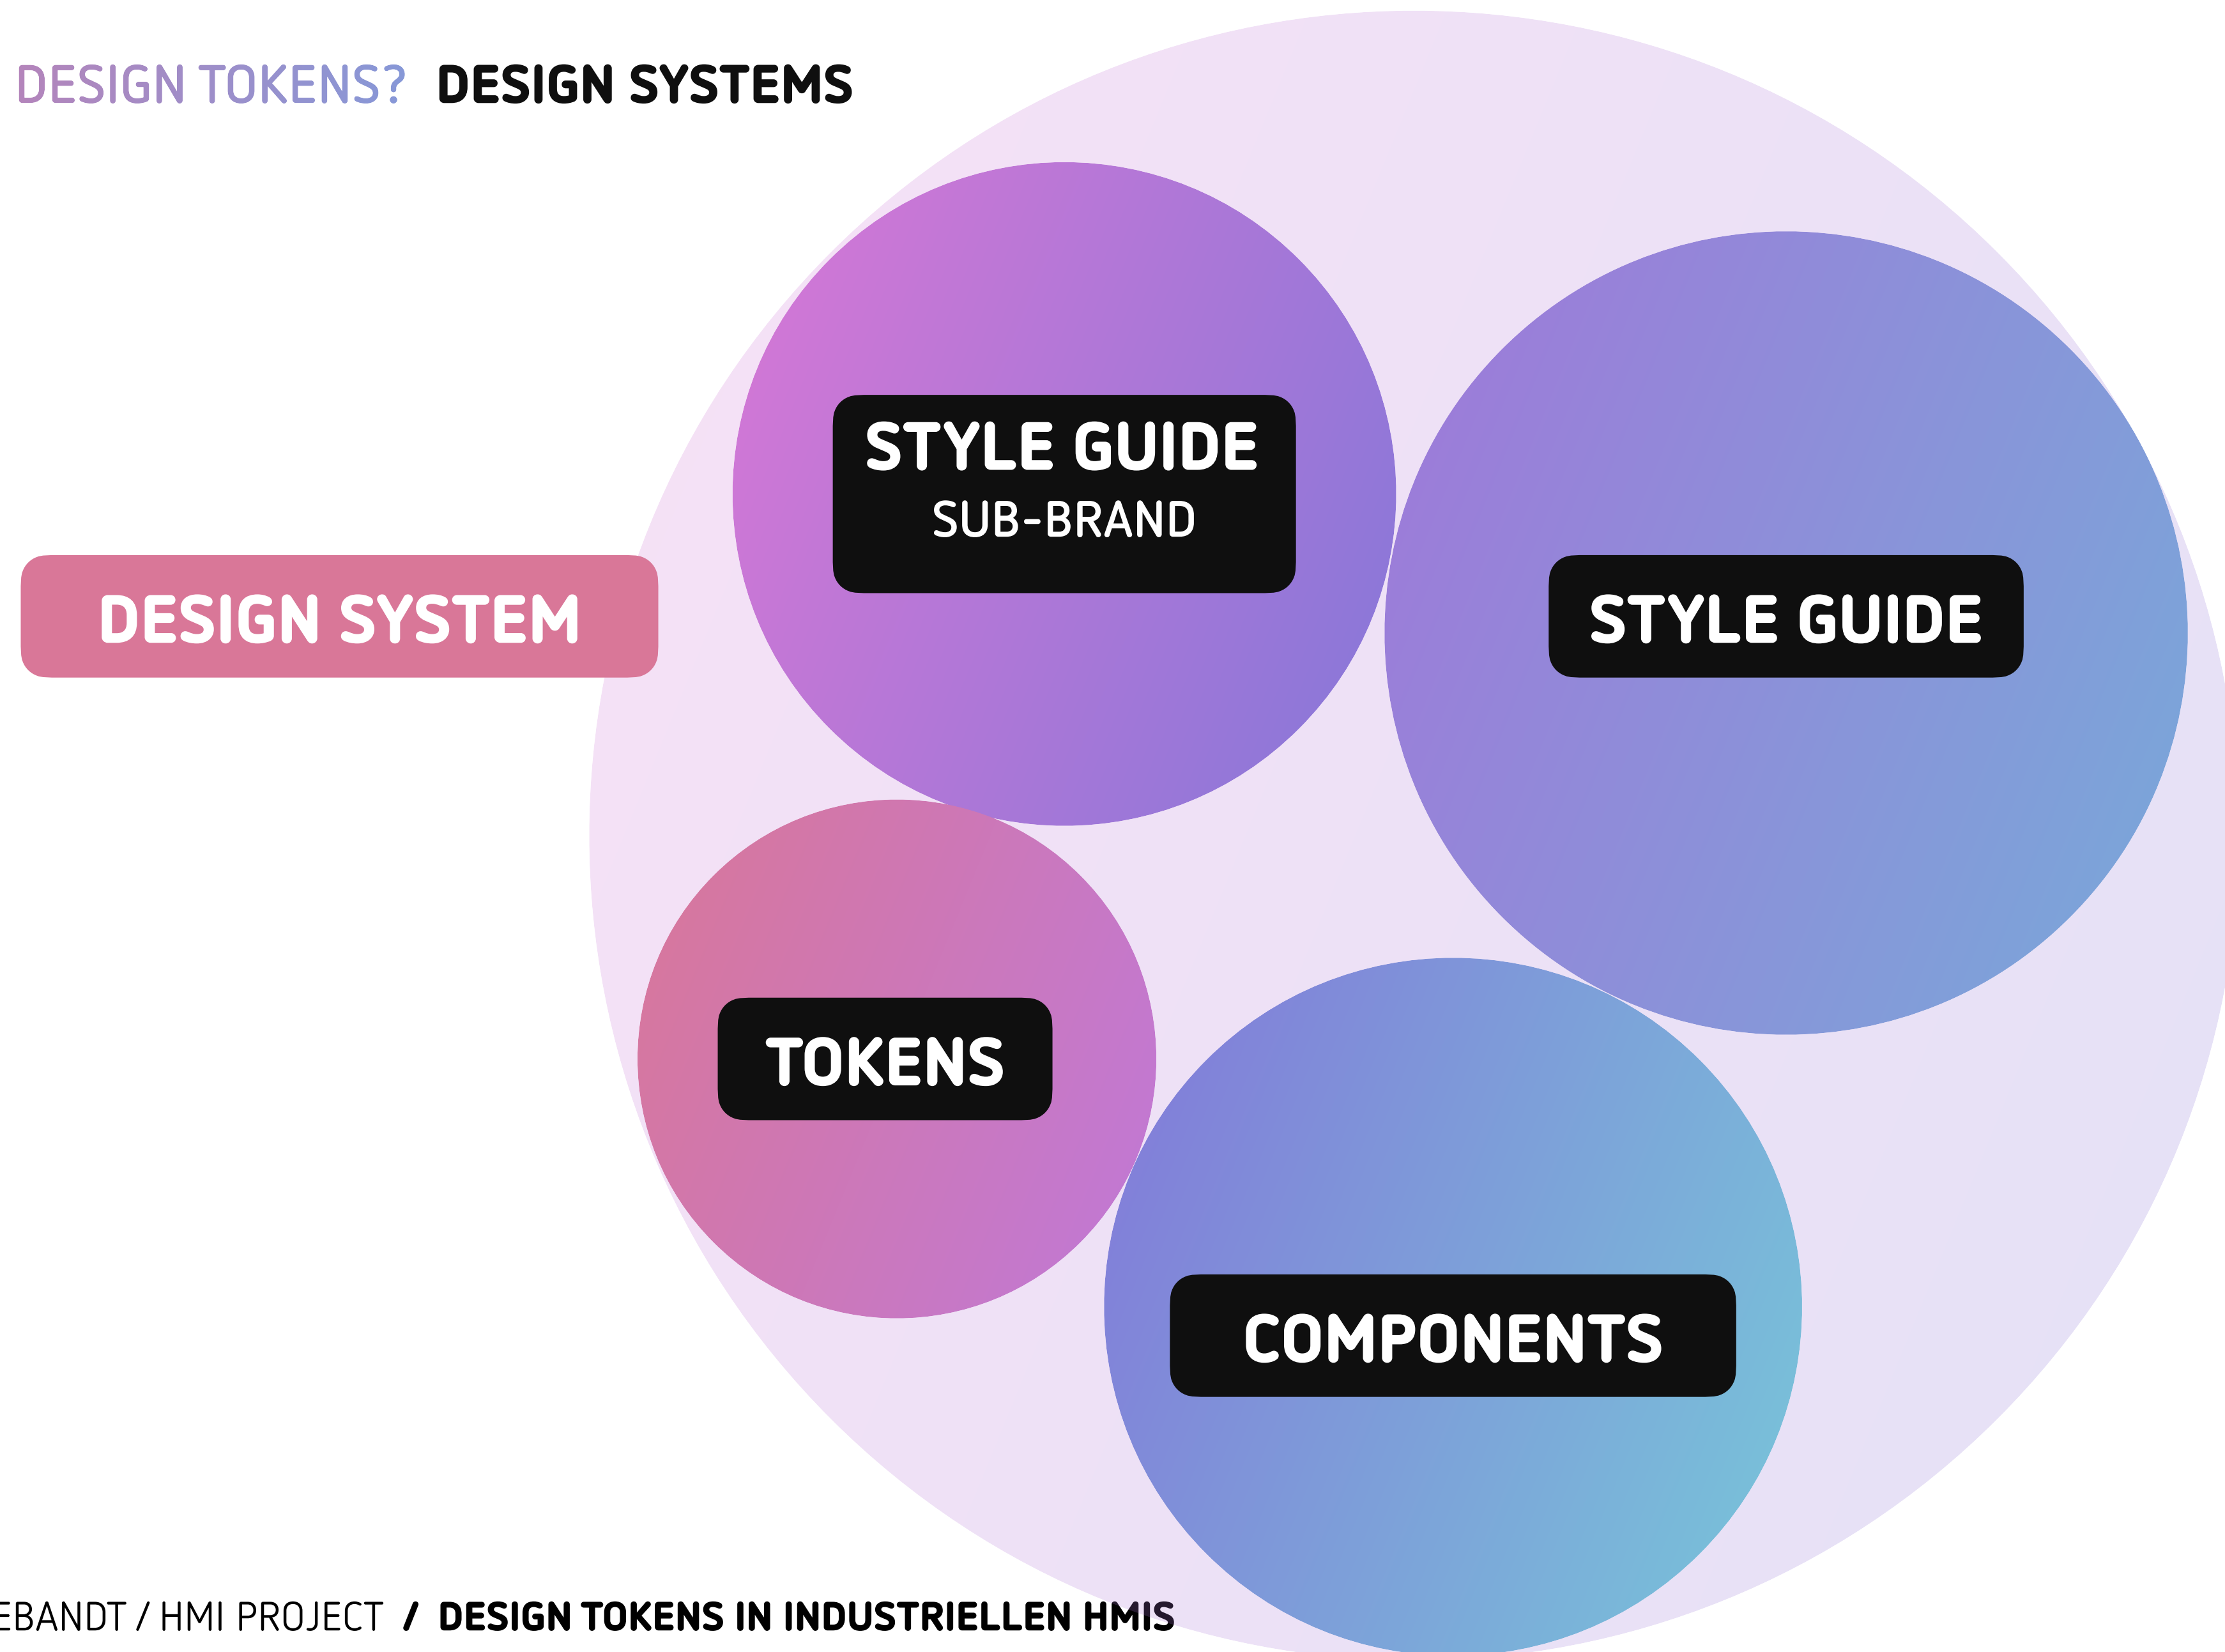 DESIGN TOKENS? DESIGN SYSTEMS
STYLE GUIDE
SUB-BRAND
DESIGN SYSTEM
STYLE GUIDE
TOKENS
COMPONENTS
/ HMI PROJECT / DESIGN TOKENS IN INDUSTRIELLEN HMIS